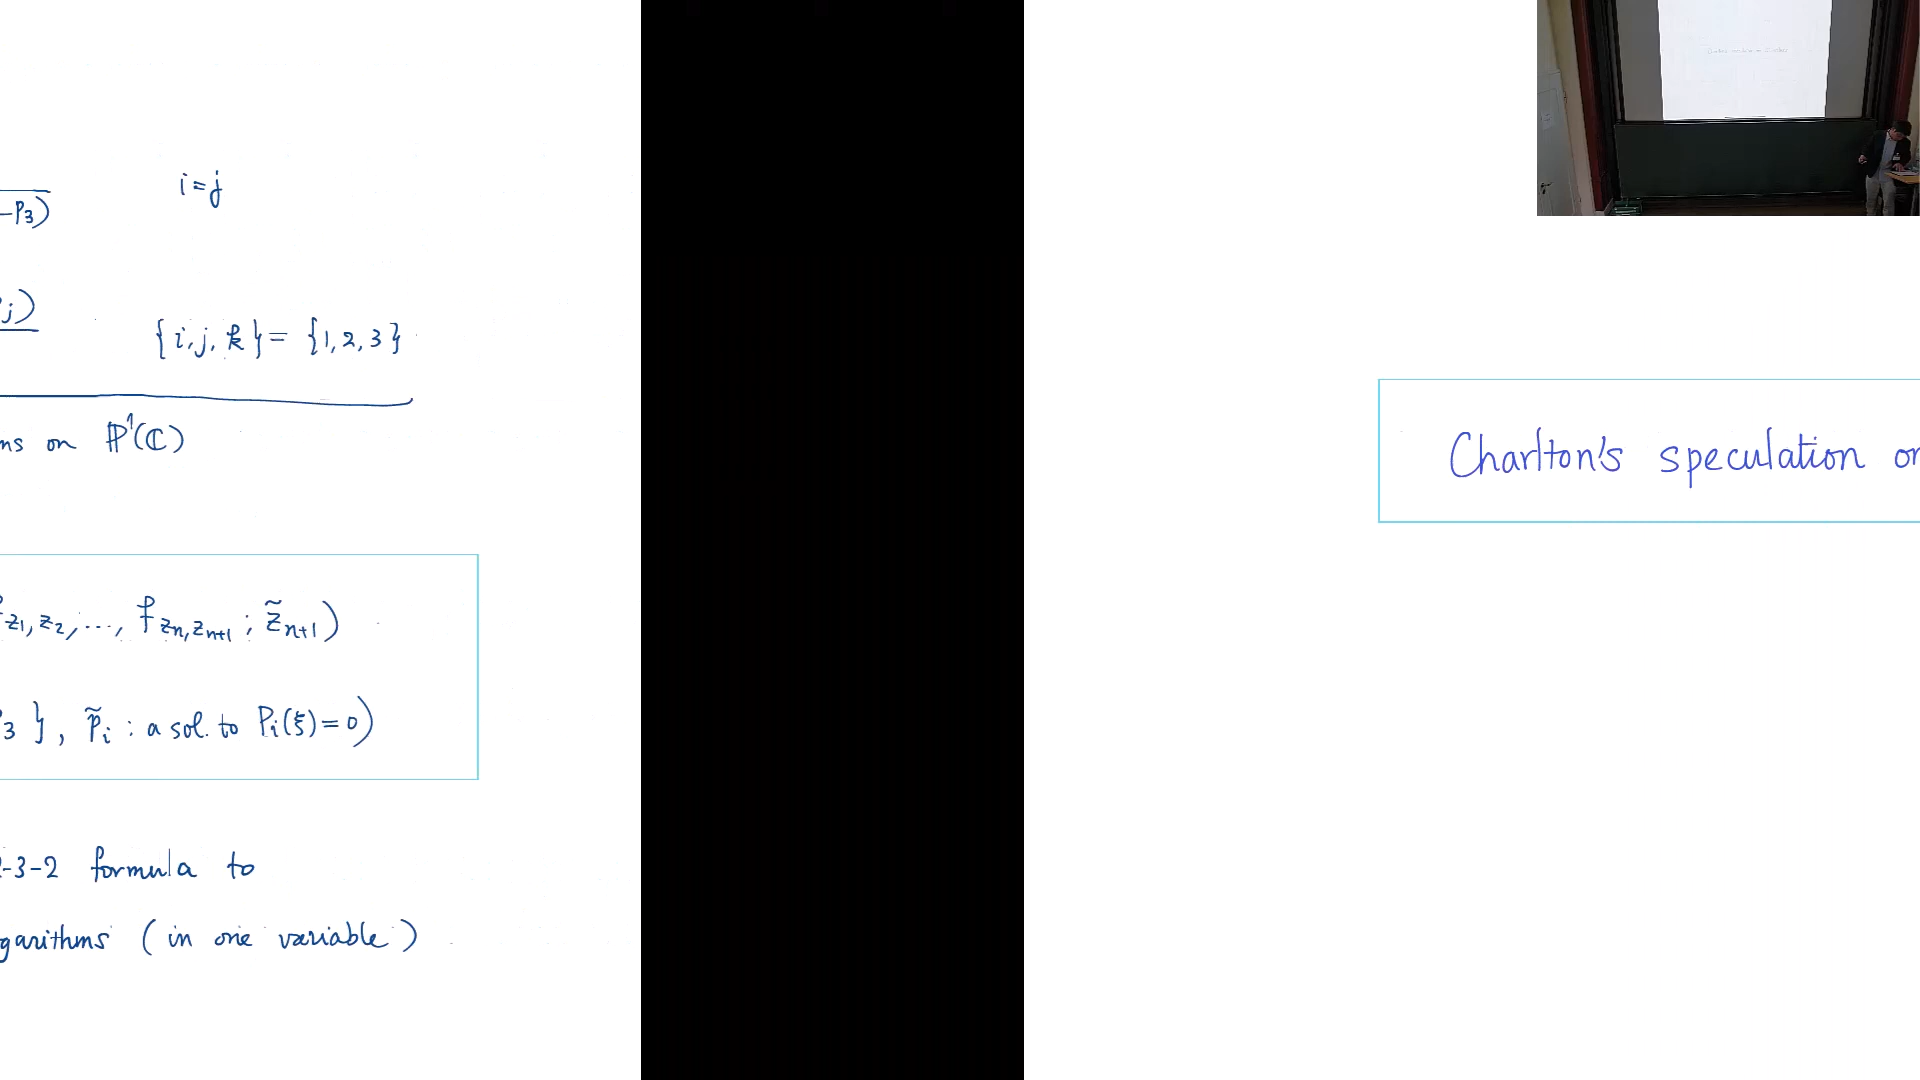 i=j
-P3)
j)
{i,j,k}= {1,2,3}
ns on ℙ¹(ℂ)
z1,z2,..., f zn,zn+1 ; z̃n+1)
3 }, p̃i : a sol. to Pi(ξ)=0)
-3-2 formula to
garithms (in one variable)
Charlton's speculation on